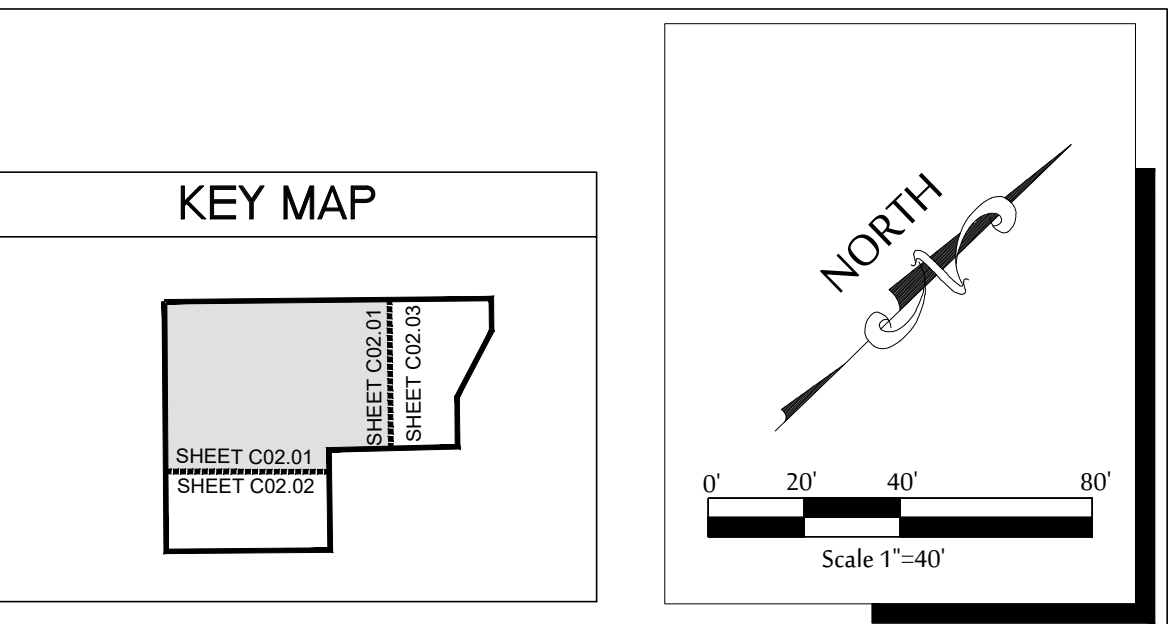 KEY MAP
SHEET C02.01
SHEET C02.03
SHEET C02.01
SHEET C02.02
NORTH
0' 20' 40' 80'
Scale 1"=40'